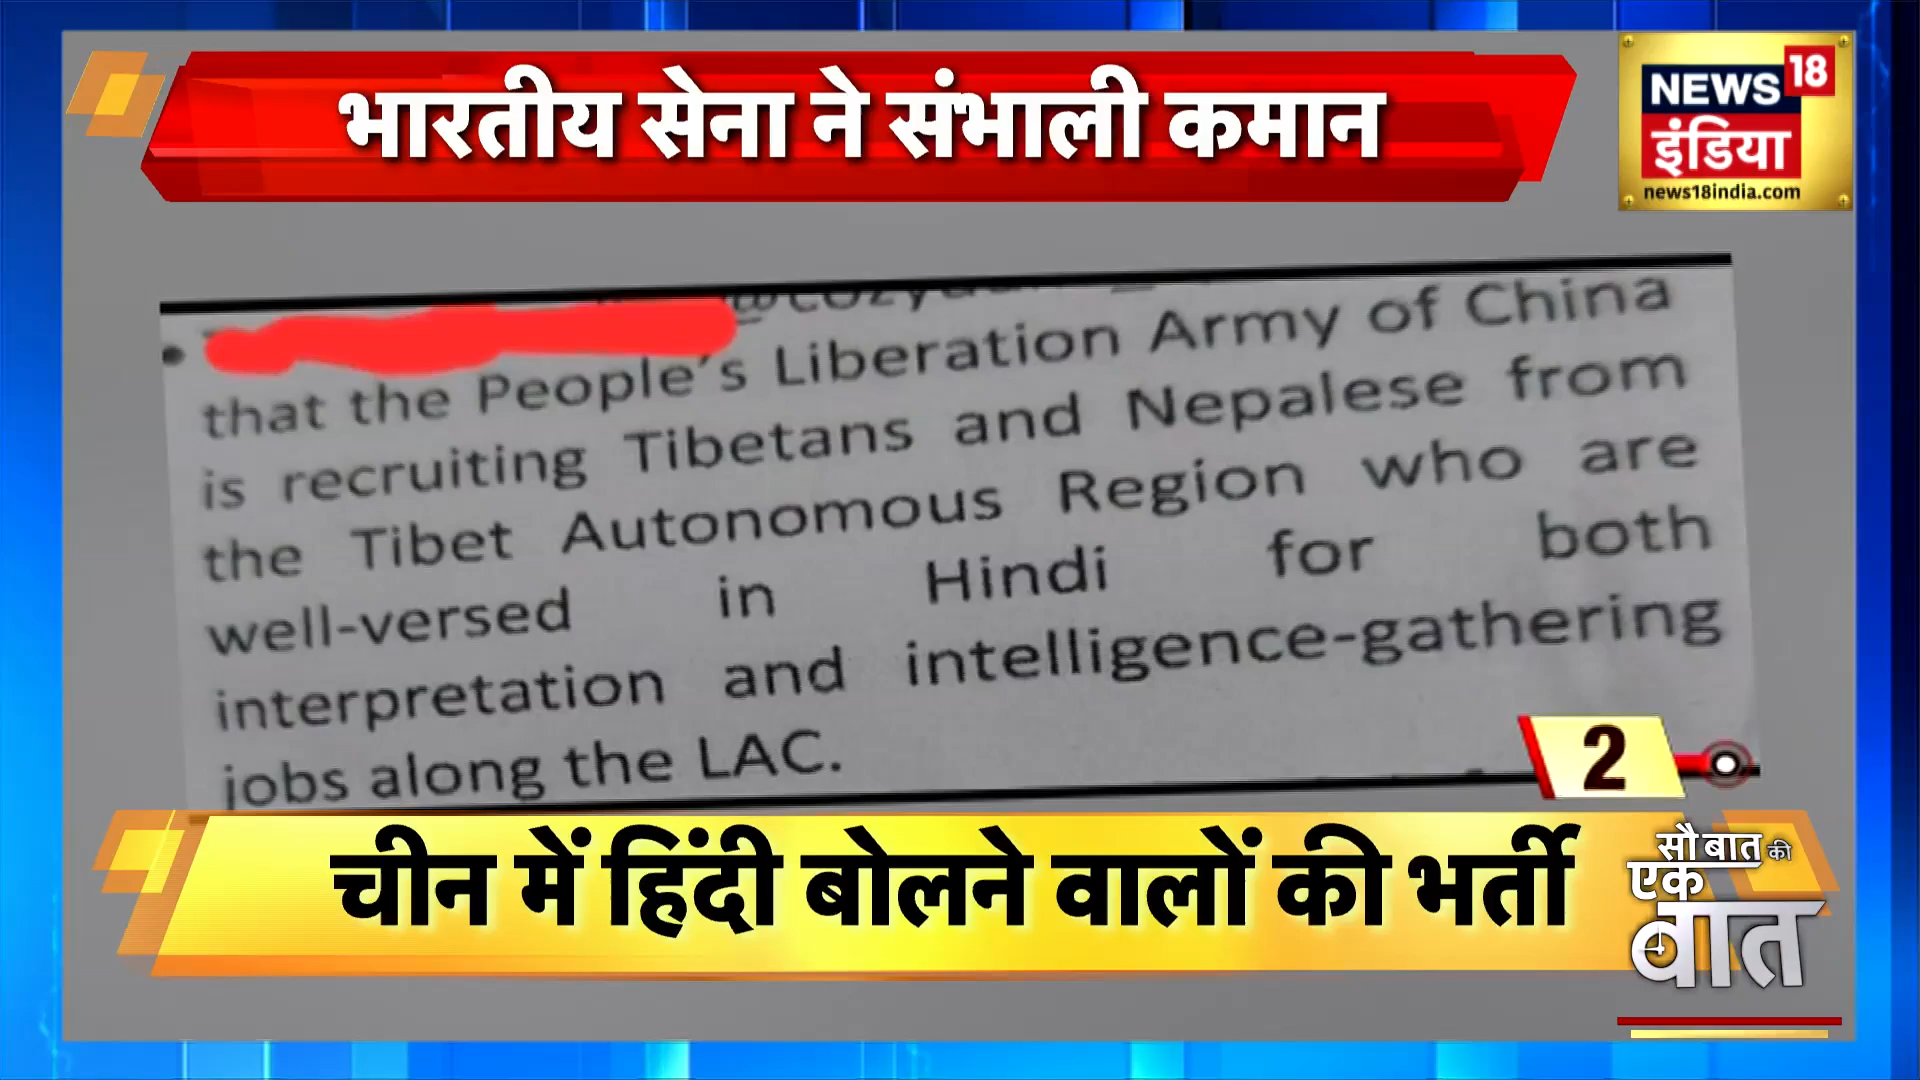 भारतीय सेना ने संभाली कमान
NEWS 18
इंडिया
news18india.com
that the People's Liberation Army of China
is recruiting Tibetans and Nepalese from
the Tibet Autonomous Region who are
well-versed in Hindi for both
interpretation and intelligence-gathering
jobs along the LAC.
2
चीन में हिंदी बोलने वालों की भर्ती
सौ बात की
एक
बात